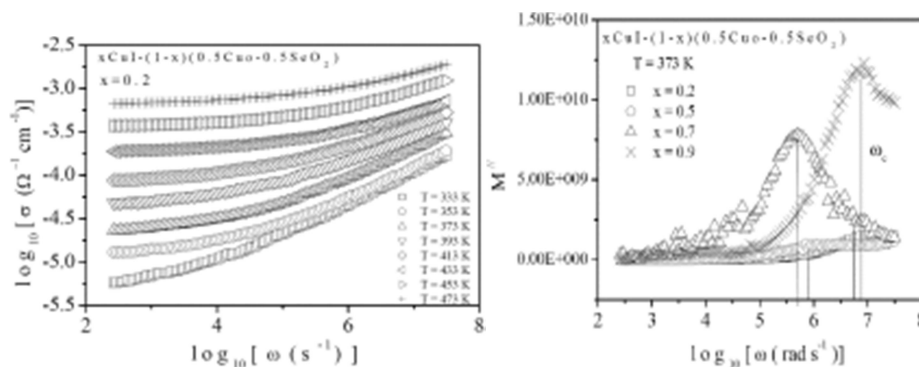 -2.5
-3.0
-3.5
-4.0
-4.5
-5.0
-5.5
log10 [ σ (Ω-1 cm-1 ]
xCuI-(1-x)(0.5Cuo-0.5SeO2)
x=0.2
T = 333 K
T = 353 K
T = 373 K
T = 393 K
T = 413 K
T = 433 K
T = 453 K
T = 473 K
2 4 6 8
log10 [ ω ( s-1 ) ]
1.50E+010
1.00E+010
5.00E+009
0.00E+000
M''
xCuI-(1-x)(0.5Cuo-0.5SeO2)
T = 373 K
x = 0.2
x = 0.5
x = 0.7
x = 0.9
ωc
2 3 4 5 6 7 8
log10 [ω (rad s-1]